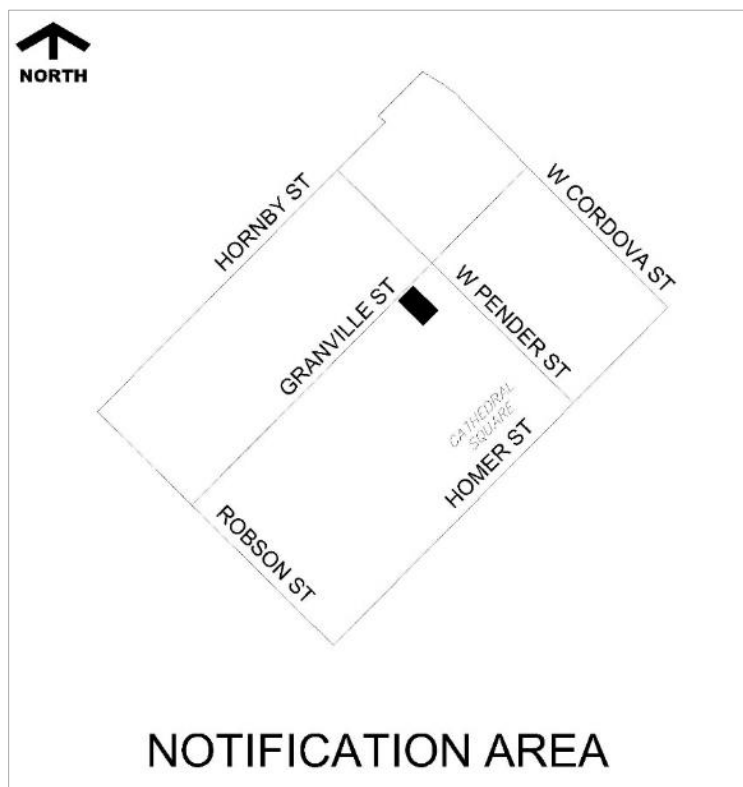 NORTH
HORNBY ST
W CORDOVA ST
GRANVILLE ST
W PENDER ST
CATHEDRAL
SQUARE
HOMER ST
ROBSON ST
NOTIFICATION AREA